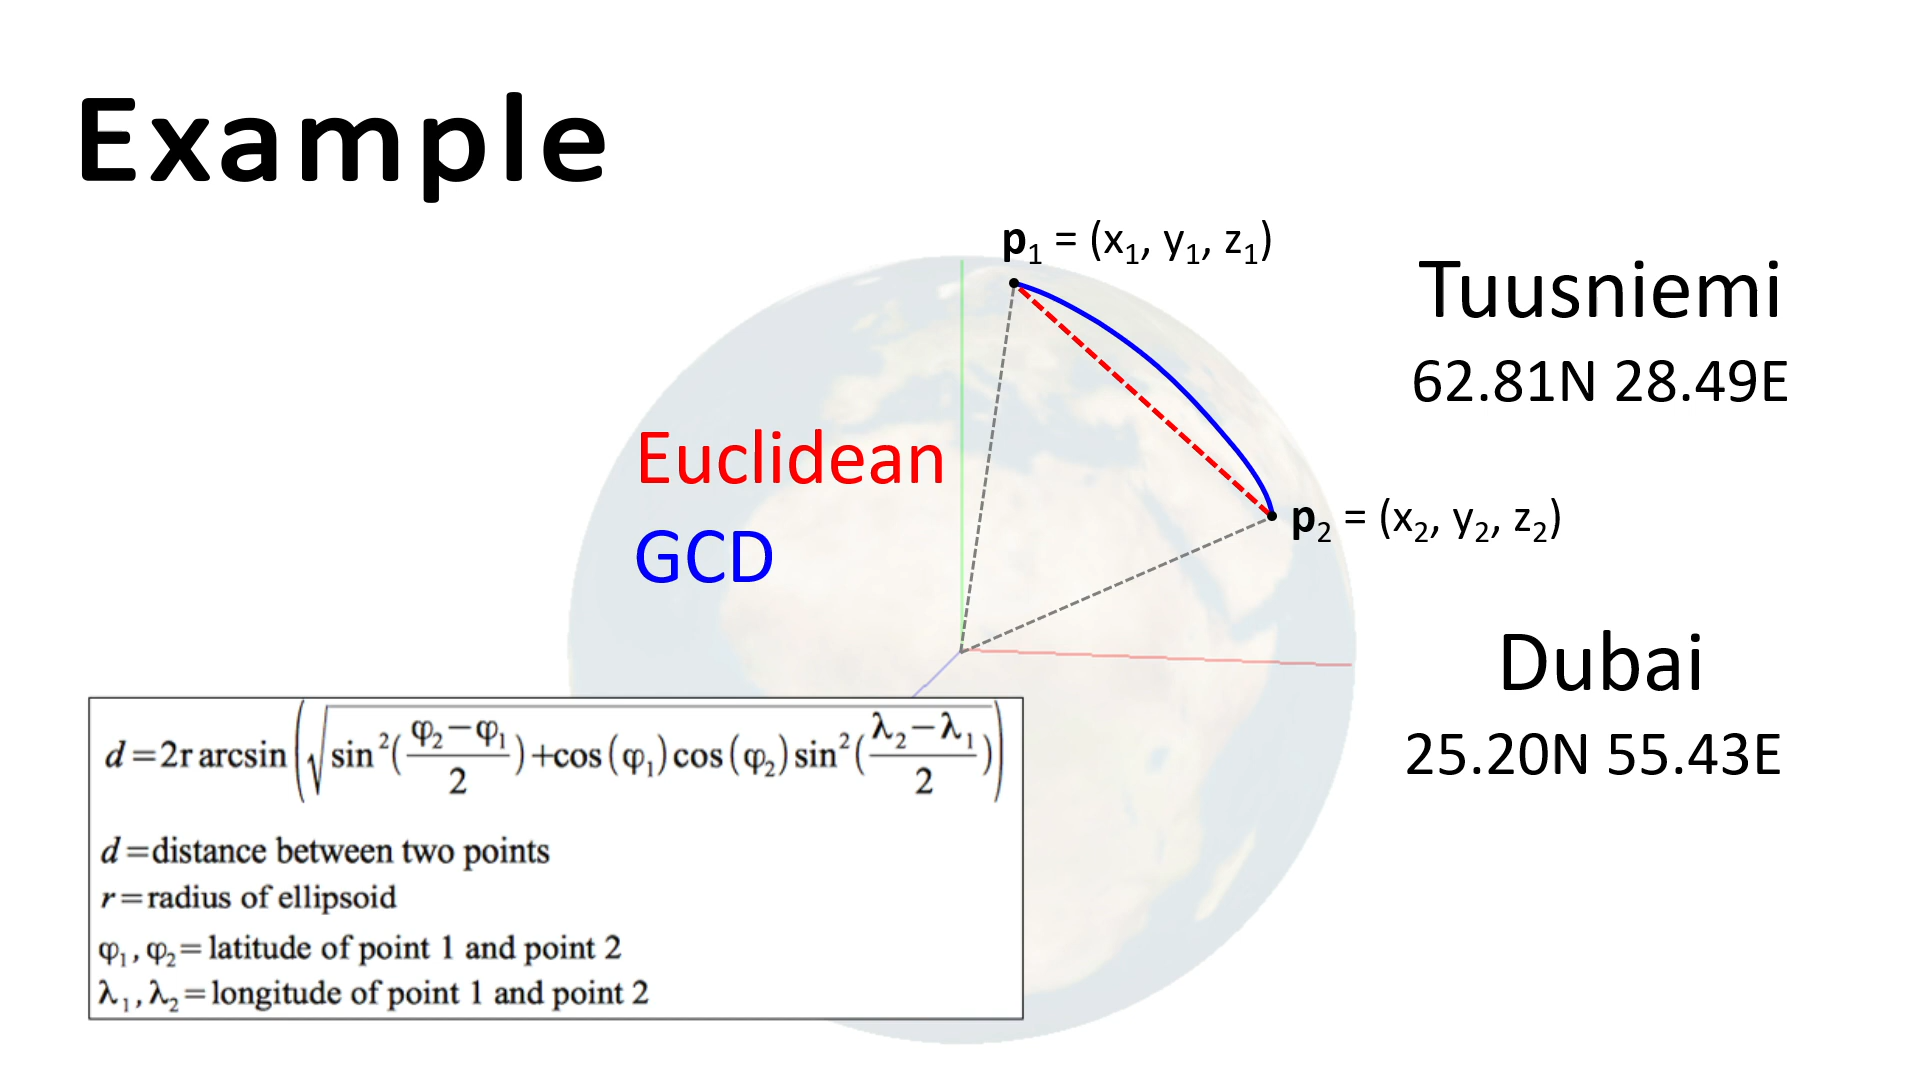 Example
p₁ = (x₁, y₁, z₁)
Tuusniemi
62.81N 28.49E
Euclidean
GCD
p₂ = (x₂, y₂, z₂)
Dubai
25.20N 55.43E
d=2r arcsin(√(sin²((φ₂−φ₁)/2)+cos(φ₁)cos(φ₂)sin²((λ₂−λ₁)/2)))
d=distance between two points
r=radius of ellipsoid
φ₁,φ₂=latitude of point 1 and point 2
λ₁,λ₂=longitude of point 1 and point 2